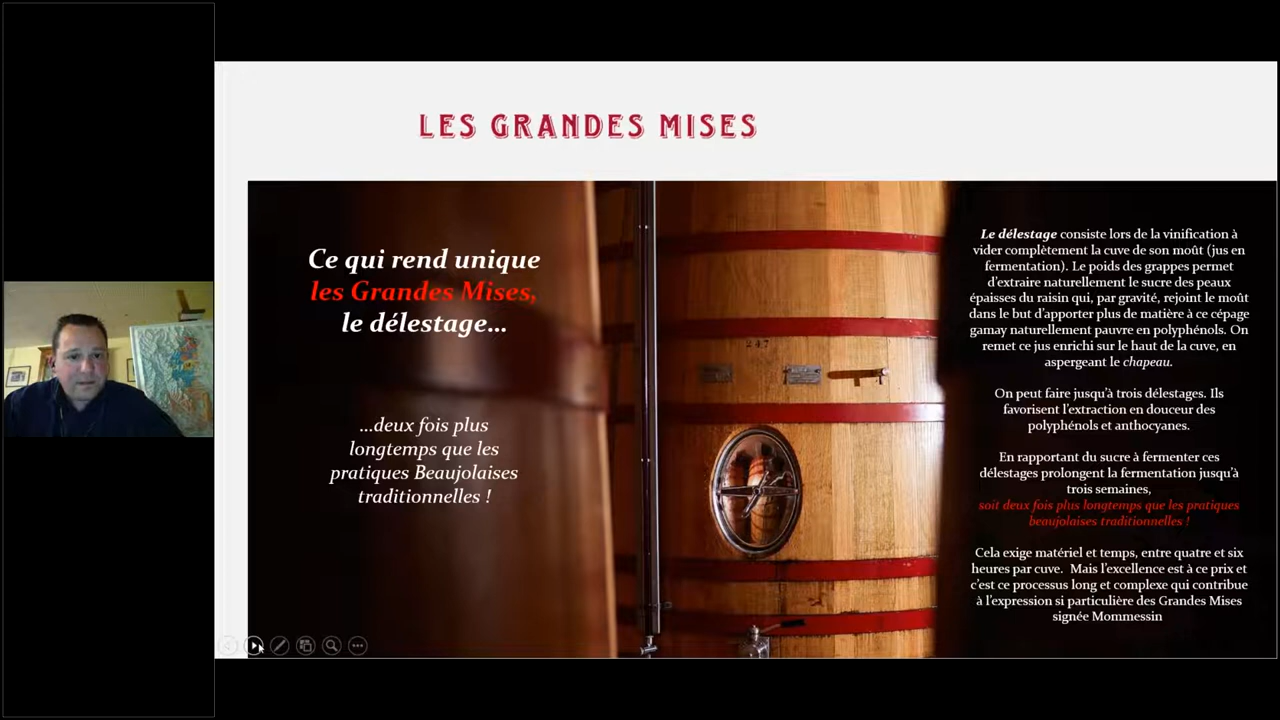 LES GRANDES MISES
Ce qui rend unique
les Grandes Mises,
le délestage...
...deux fois plus
longtemps que les
pratiques Beaujolaises
traditionnelles !
247
Le délestage consiste lors de la vinification à
vider complètement la cuve de son moût (jus en
fermentation). Le poids des grappes permet
d'extraire naturellement le sucre des peaux
épaisses du raisin qui, par gravité, rejoint le moût
dans le but d'apporter plus de matière à ce cépage
gamay naturellement pauvre en polyphénols. On
remet ce jus enrichi sur le haut de la cuve, en
aspergeant le chapeau.
On peut faire jusqu'à trois délestages. Ils
favorisent l'extraction en douceur des
polyphénols et anthocyanes.
En rapportant du sucre à fermenter ces
délestages prolongent la fermentation jusqu'à
trois semaines,
soit deux fois plus longtemps que les pratiques
beaujolaises traditionnelles !
Cela exige matériel et temps, entre quatre et six
heures par cuve. Mais l'excellence est à ce prix et
c'est ce processus long et complexe qui contribue
à l'expression si particulière des Grandes Mises
signée Mommessin